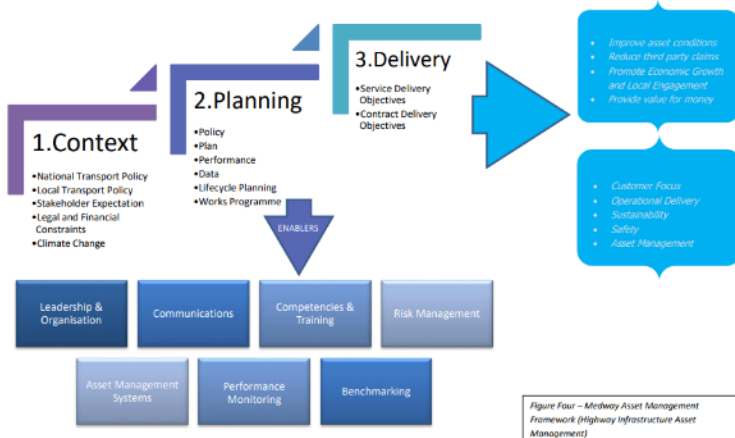 1.Context
•National Transport Policy
•Local Transport Policy
•Stakeholder Expectation
•Legal and Financial
Constraints
•Climate Change
2.Planning
•Policy
•Plan
•Performance
•Data
•Lifecycle Planning
•Works Programme
3.Delivery
•Service Delivery
Objectives
•Contract Delivery
Objectives
• Improve asset conditions
• Reduce third party claims
• Promote Economic Growth
and Local Engagement
• Provide value for money
• Customer Focus
• Operational Delivery
• Sustainability
• Safety
• Asset Management
ENABLERS
Leadership &
Organisation
Communications
Competencies &
Training
Risk Management
Asset Management
Systems
Performance
Monitoring
Benchmarking
Figure Four – Medway Asset Management
Framework (Highway Infrastructure Asset
Management)